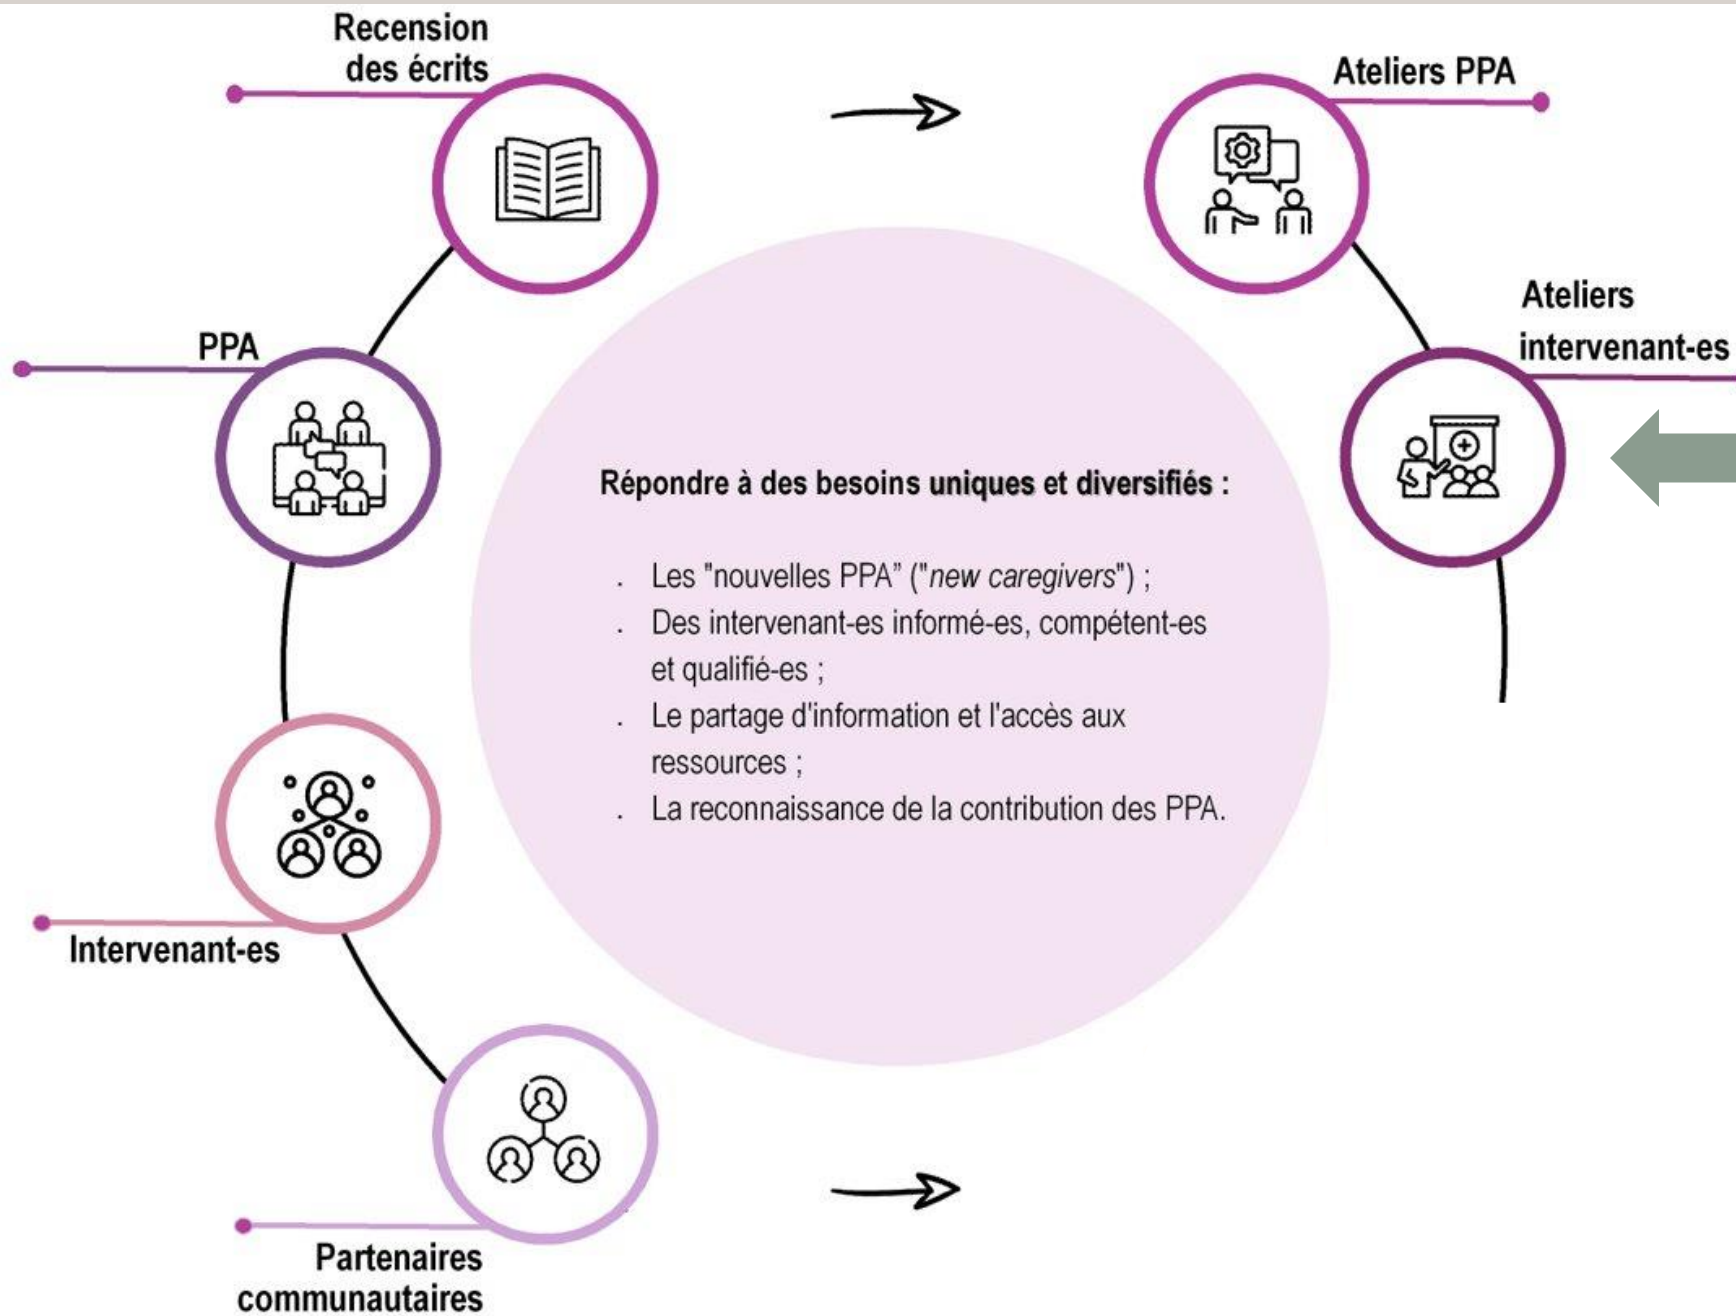 Recension
des écrits
Ateliers PPA
Ateliers
intervenant-es
PPA
Répondre à des besoins uniques et diversifiés :
. Les "nouvelles PPA” ("new caregivers") ;
. Des intervenant-es informé-es, compétent-es
et qualifié-es ;
. Le partage d'information et l'accès aux
ressources ;
. La reconnaissance de la contribution des PPA.
Intervenant-es
Partenaires
communautaires